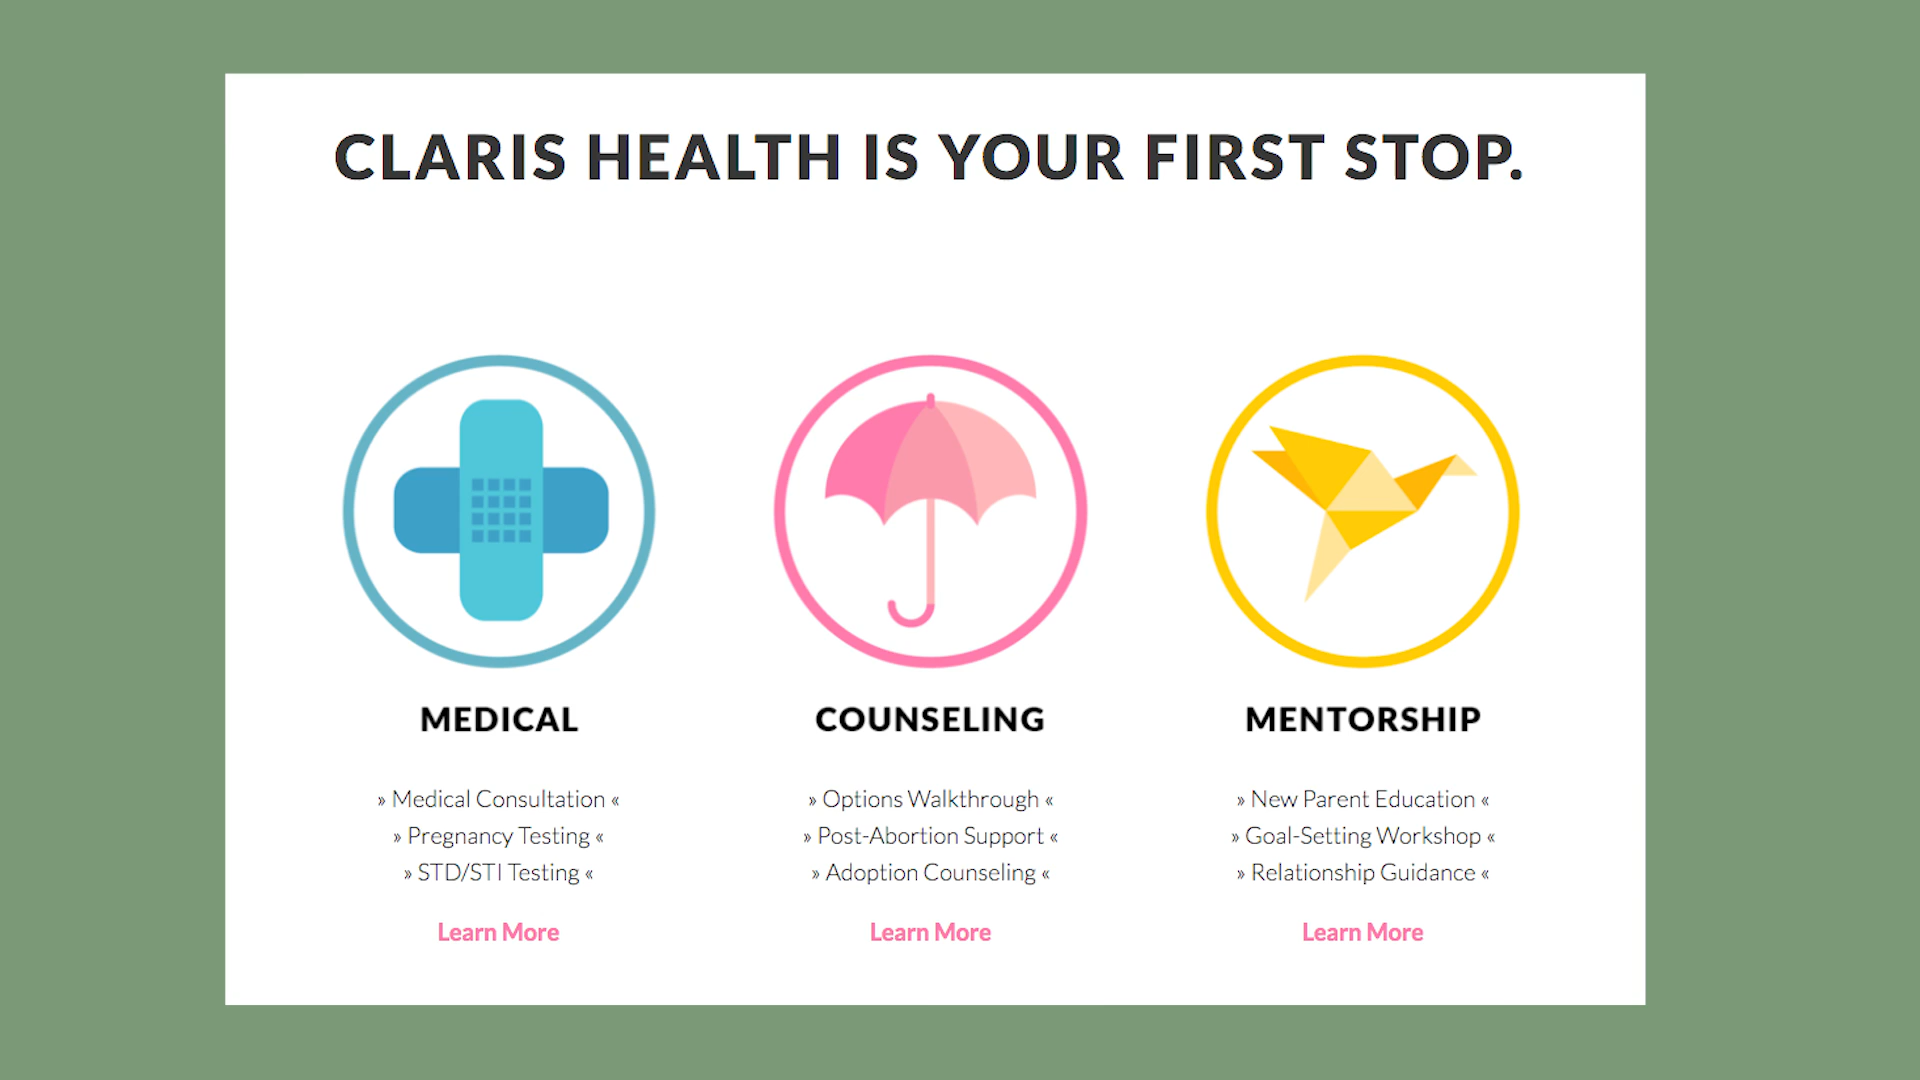 CLARIS HEALTH IS YOUR FIRST STOP.
MEDICAL
» Medical Consultation «
» Pregnancy Testing «
» STD/STI Testing «
Learn More
COUNSELING
» Options Walkthrough «
» Post-Abortion Support «
» Adoption Counseling «
Learn More
MENTORSHIP
» New Parent Education «
» Goal-Setting Workshop «
» Relationship Guidance «
Learn More